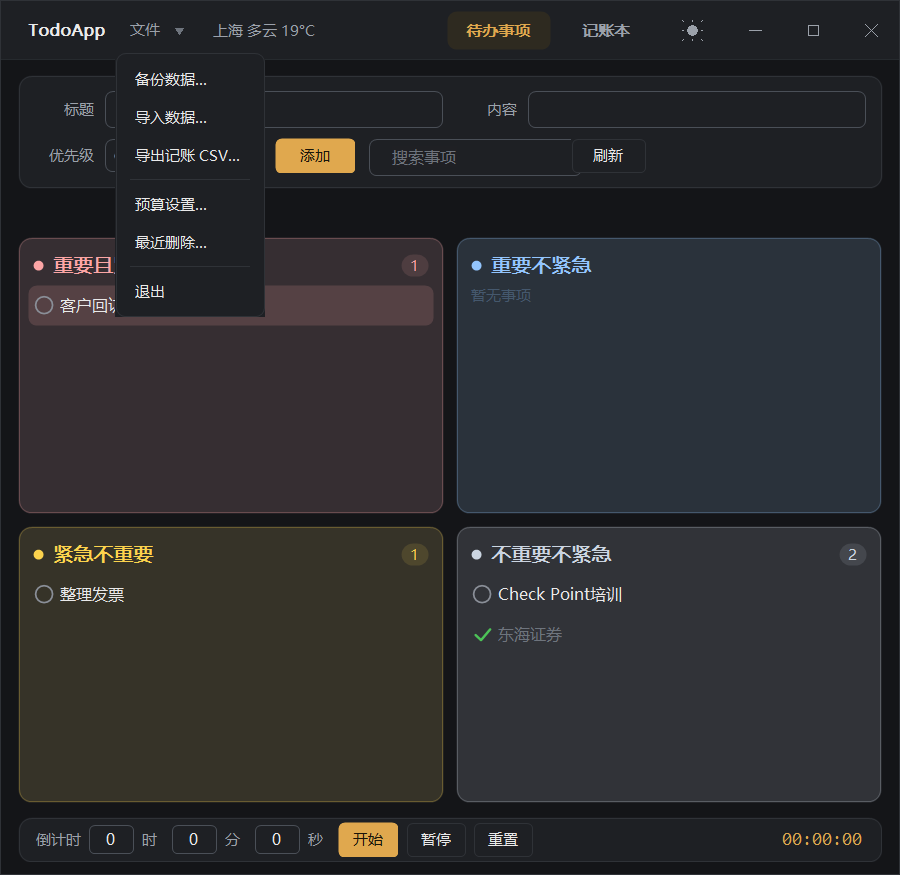 TodoApp 文件 ▼ 上海 多云 19°C 待办事项 记账本
备份数据...
导入数据...
导出记账 CSV...
预算设置...
最近删除...
退出
标题 内容
优先级 添加 搜索事项 刷新
重要且 1
客户回
重要不紧急
暂无事项
紧急不重要 1
整理发票
不重要不紧急 2
Check Point培训
东海证券
倒计时 0 时 0 分 0 秒 开始 暂停 重置 00:00:00